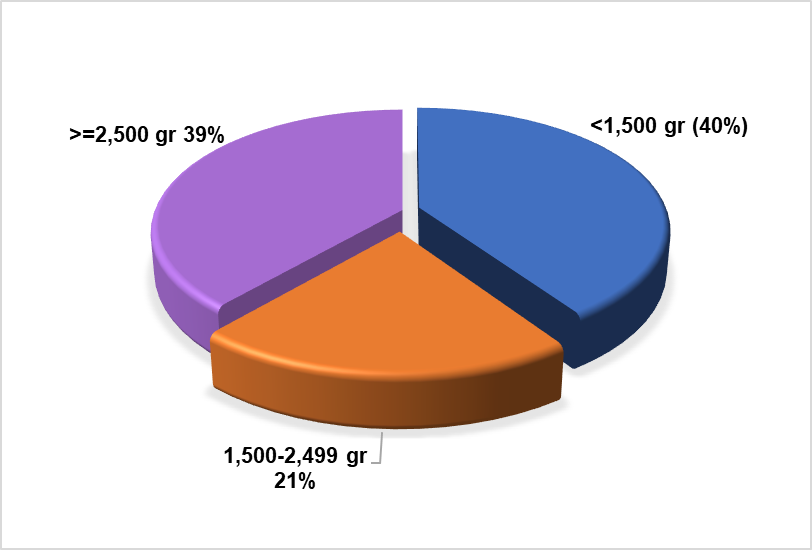 >=2,500 gr 39%
<1,500 gr (40%)
1,500-2,499 gr
21%